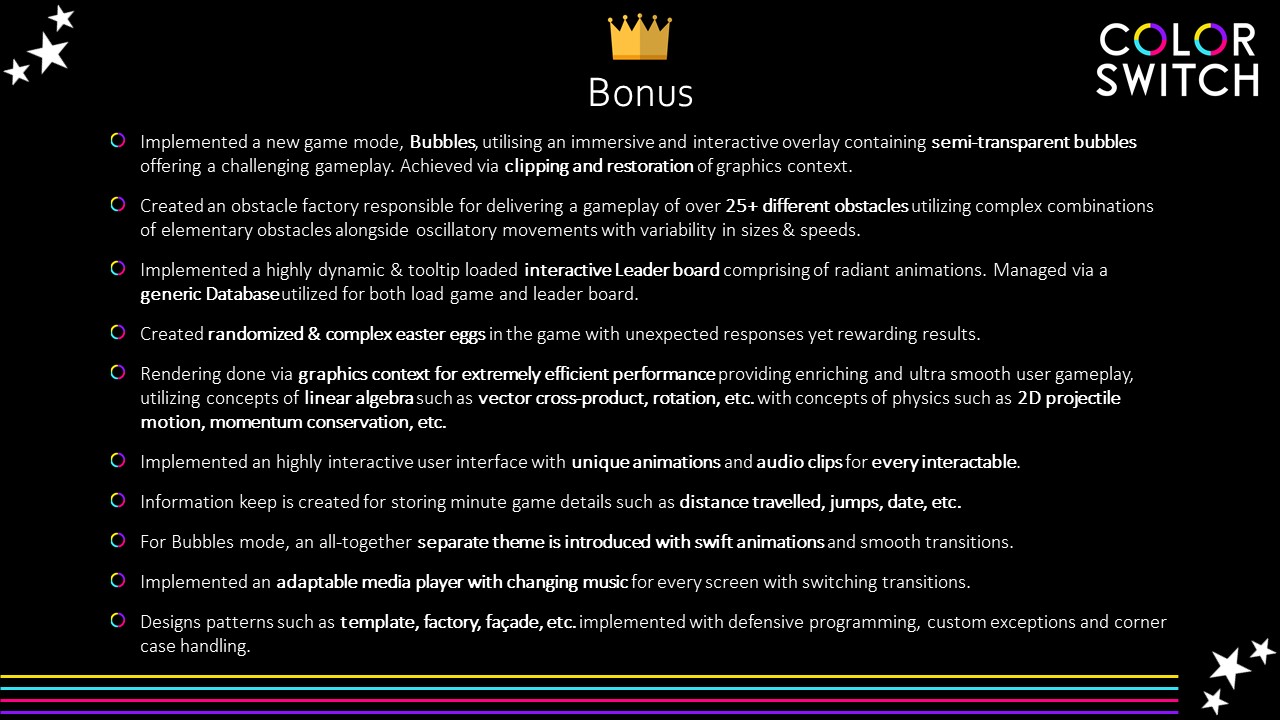 COLOR
SWITCH
Bonus
Implemented a new game mode, Bubbles, utilising an immersive and interactive overlay containing semi-transparent bubbles
offering a challenging gameplay. Achieved via clipping and restoration of graphics context.
Created an obstacle factory responsible for delivering a gameplay of over 25+ different obstacles utilizing complex combinations
of elementary obstacles alongside oscillatory movements with variability in sizes & speeds.
Implemented a highly dynamic & tooltip loaded interactive Leader board comprising of radiant animations. Managed via a
generic Database utilized for both load game and leader board.
Created randomized & complex easter eggs in the game with unexpected responses yet rewarding results.
Rendering done via graphics context for extremely efficient performance providing enriching and ultra smooth user gameplay,
utilizing concepts of linear algebra such as vector cross-product, rotation, etc. with concepts of physics such as 2D projectile
motion, momentum conservation, etc.
Implemented an highly interactive user interface with unique animations and audio clips for every interactable.
Information keep is created for storing minute game details such as distance travelled, jumps, date, etc.
For Bubbles mode, an all-together separate theme is introduced with swift animations and smooth transitions.
Implemented an adaptable media player with changing music for every screen with switching transitions.
Designs patterns such as template, factory, façade, etc. implemented with defensive programming, custom exceptions and corner
case handling.